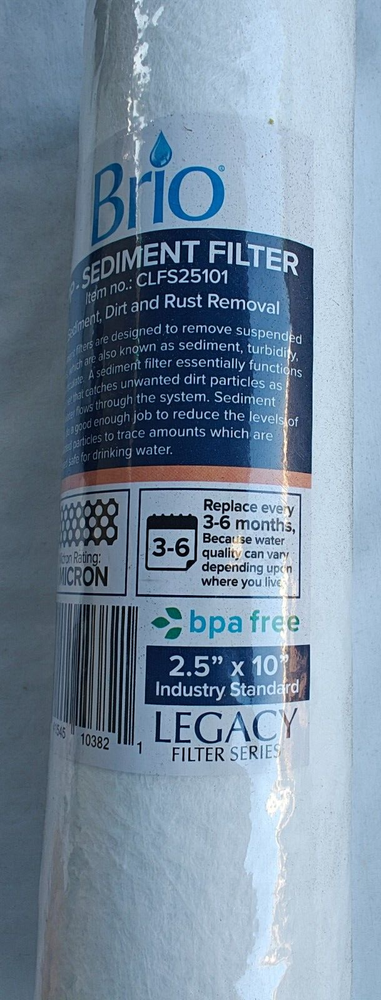 Brio
- SEDIMENT FILTER
Item no.: CLFS25101
Dirt and Rust Removal
filters are designed to remove suspended
are also known as sediment, turbidity,
A sediment filter essentially functions
that catches unwanted dirt particles as
flows through the system. Sediment
a good enough job to reduce the levels of
particles to trace amounts which are
safe for drinking water.
Rating:
MICRON
3-6
Replace every
3-6 months,
Because water
quality can vary
depending upon
where you live
bpa free
2.5” x 10”
Industry Standard
10382 1
LEGACY
FILTER SERIES